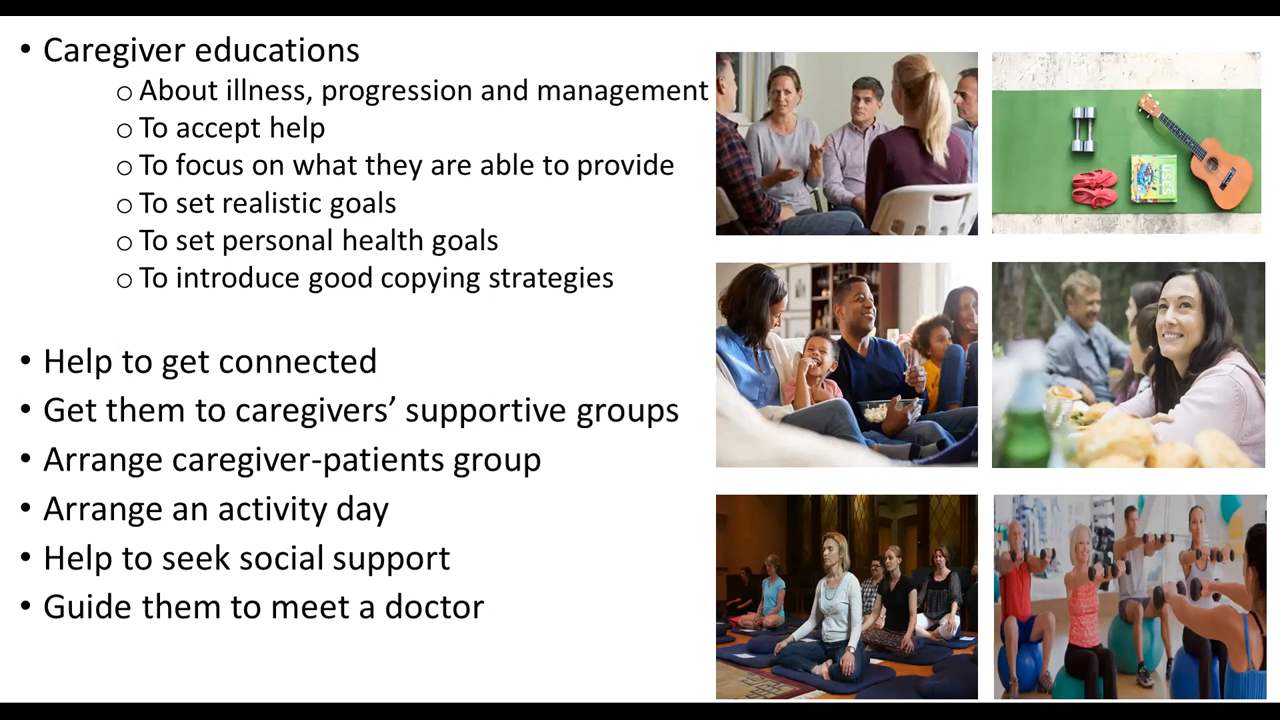 • Caregiver educations
o About illness, progression and management
o To accept help
o To focus on what they are able to provide
o To set realistic goals
o To set personal health goals
o To introduce good copying strategies
• Help to get connected
• Get them to caregivers’ supportive groups
• Arrange caregiver-patients group
• Arrange an activity day
• Help to seek social support
• Guide them to meet a doctor
USES